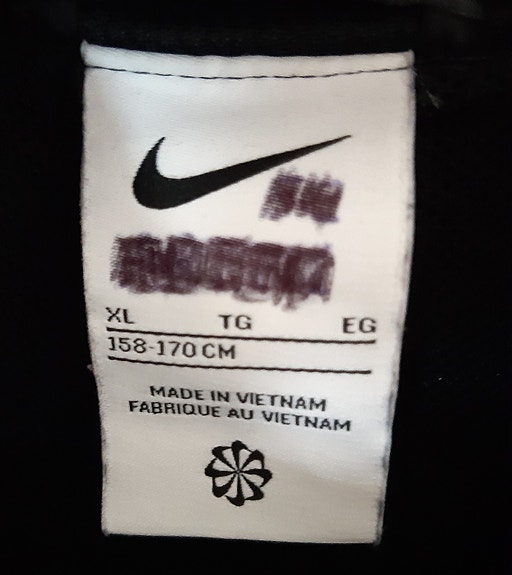 XL TG EG
158-170 CM
MADE IN VIETNAM
FABRIQUE AU VIETNAM